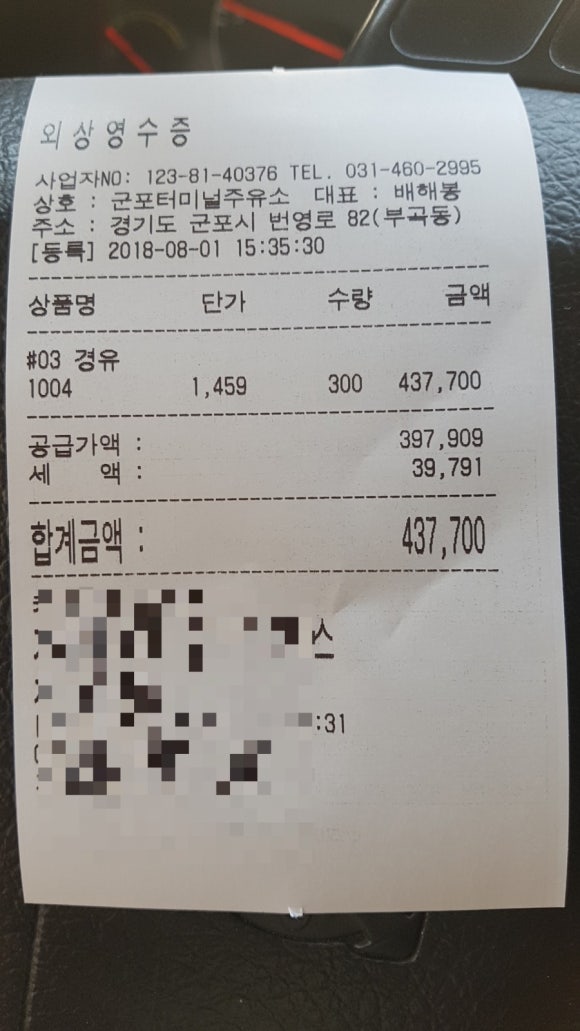 외상영수증
사업자NO: 123-81-40376 TEL. 031-460-2995
상호 : 군포터미널주유소 대표 : 배해봉
주소 : 경기도 군포시 번영로 82(부곡동)
[등록] 2018-08-01 15:35:30
상품명 단가 수량 금액
#03 경유
1004 1,459 300 437,700
공급가액 : 397,909
세 액 : 39,791
합계금액 : 437,700
스
:31